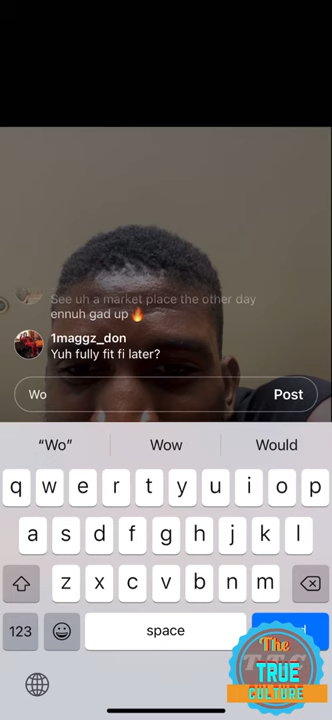 See uh a market place the other day
ennuh gad up🔥
1maggz_don
Yuh fully fit fi later?
Wo
Post
“Wo”
Wow
Would
q w e r t y u i o p
a s d f g h j k l
z x c v b n m
123
space
The
T.T.C
TRUE
CULTURE